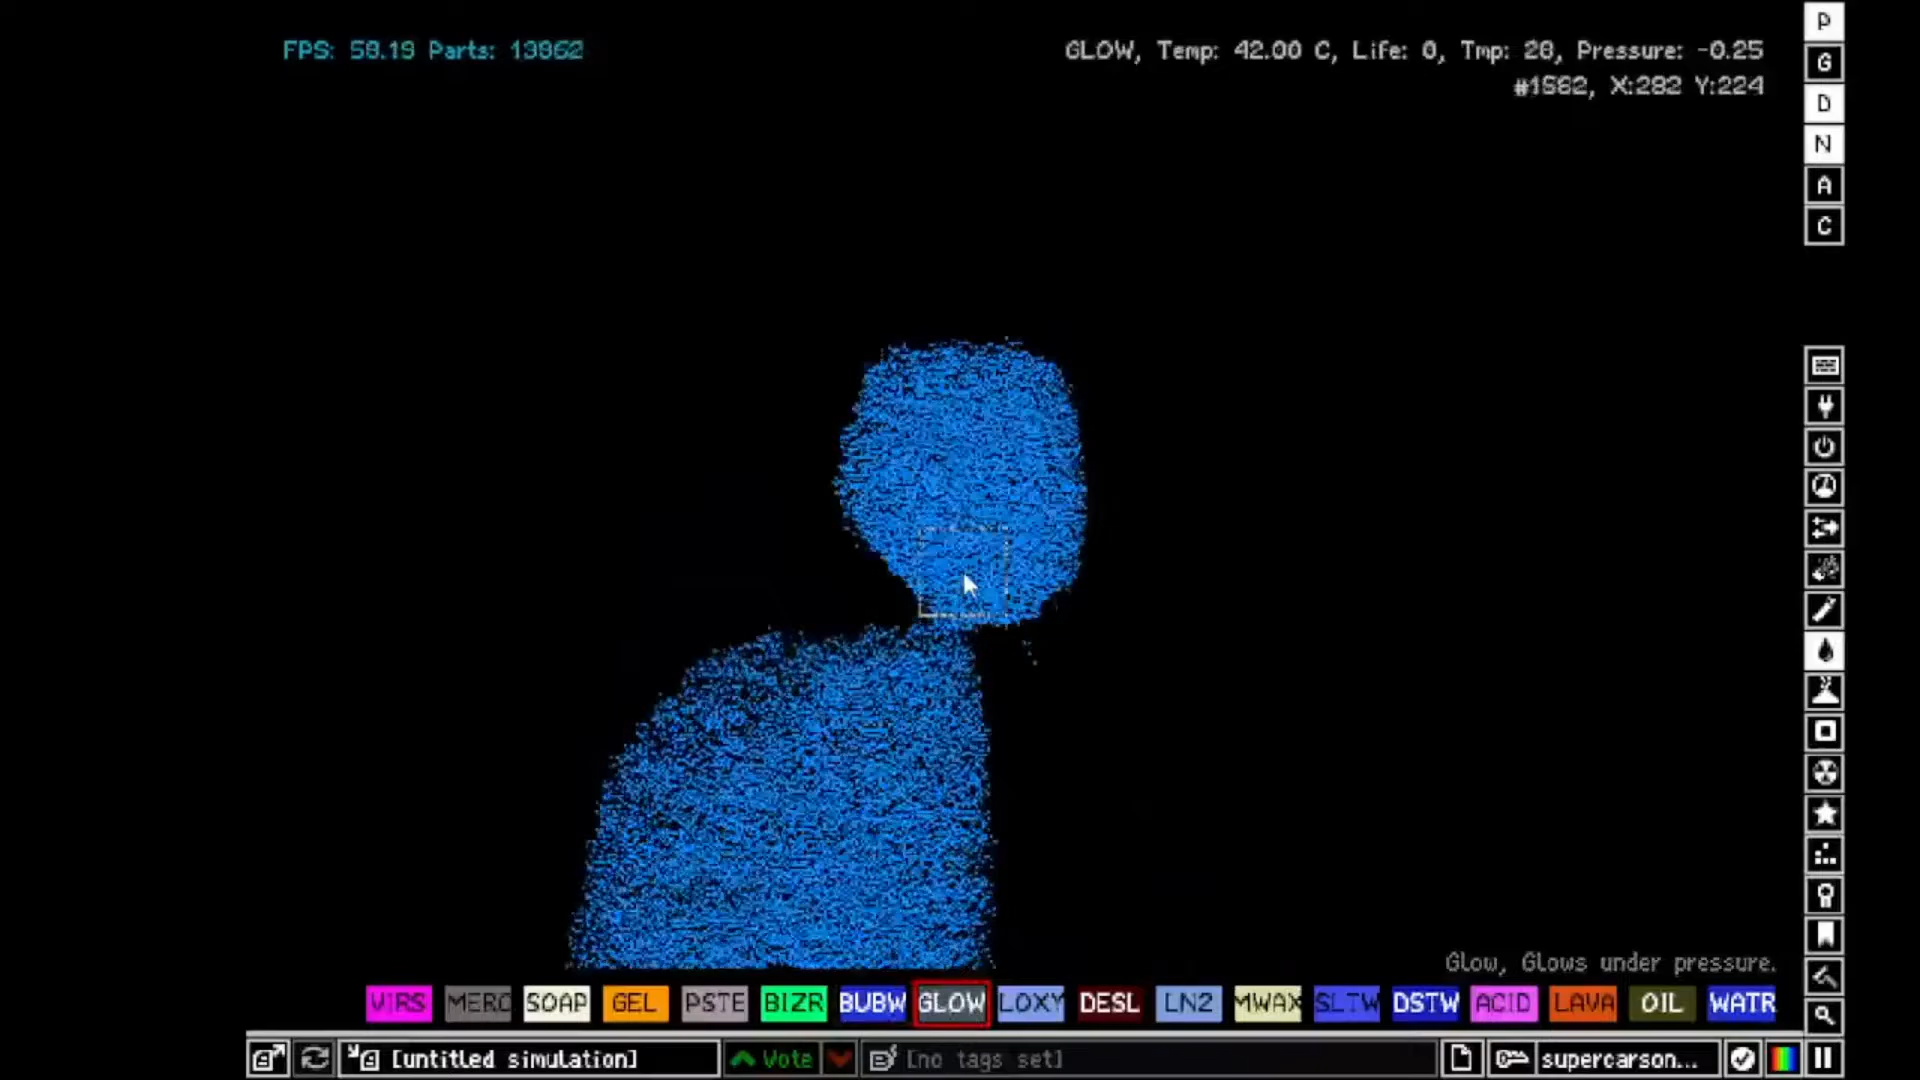 FPS: 58.19 Parts: 13862
GLOW, Temp: 42.00 C, Life: 0, Tmp: 28, Pressure: -0.25
#1562, X:282 Y:224
P
G
D
N
A
C
Glow, Glows under pressure.
VIRS MERC SOAP GEL PSTE BIZR BUBW GLOW LOXY DESL LN2 MWAX SLTW DSTW ACID LAVA OIL WATR
[untitled simulation] Vote [no tags set] supercarson...